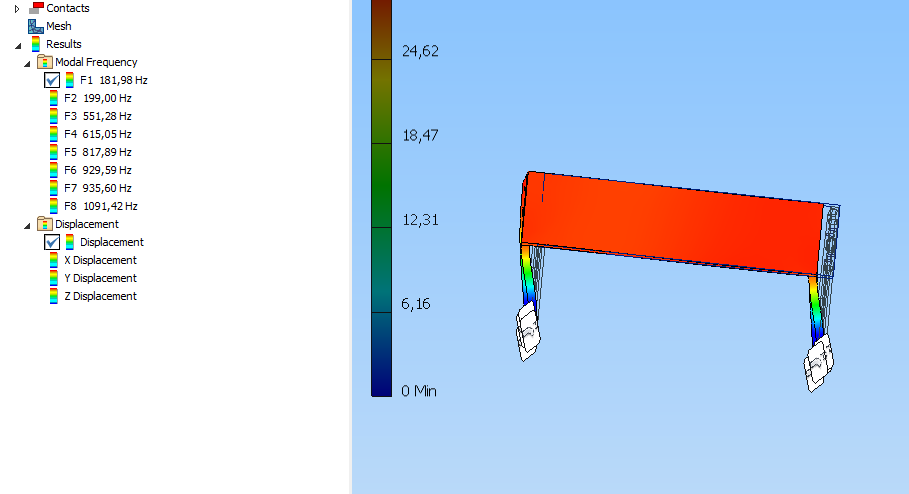 Contacts
Mesh
Results
Modal Frequency
F1 181,98 Hz
F2 199,00 Hz
F3 551,28 Hz
F4 615,05 Hz
F5 817,89 Hz
F6 929,59 Hz
F7 935,60 Hz
F8 1091,42 Hz
Displacement
Displacement
X Displacement
Y Displacement
Z Displacement
24,62
18,47
12,31
6,16
0 Min